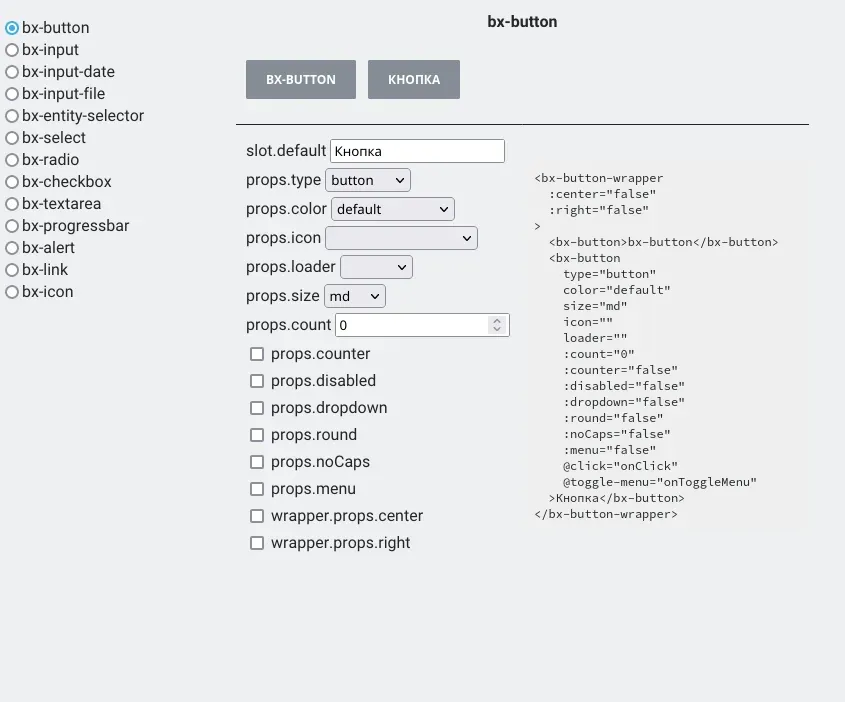 bx-button
bx-input
bx-input-date
bx-input-file
bx-entity-selector
bx-select
bx-radio
bx-checkbox
bx-textarea
bx-progressbar
bx-alert
bx-link
bx-icon
bx-button
BX-BUTTON КНОПКА
slot.default Кнопка
props.type button
props.color default
props.icon
props.loader
props.size md
props.count 0
props.counter
props.disabled
props.dropdown
props.round
props.noCaps
props.menu
wrapper.props.center
wrapper.props.right
<bx-button-wrapper
  :center="false"
  :right="false"
>
  <bx-button>bx-button</bx-button>
  <bx-button
    type="button"
    color="default"
    size="md"
    icon=""
    loader=""
    :count="0"
    :counter="false"
    :disabled="false"
    :dropdown="false"
    :round="false"
    :noCaps="false"
    :menu="false"
    @click="onClick"
    @toggle-menu="onToggleMenu"
  >Кнопка</bx-button>
</bx-button-wrapper>